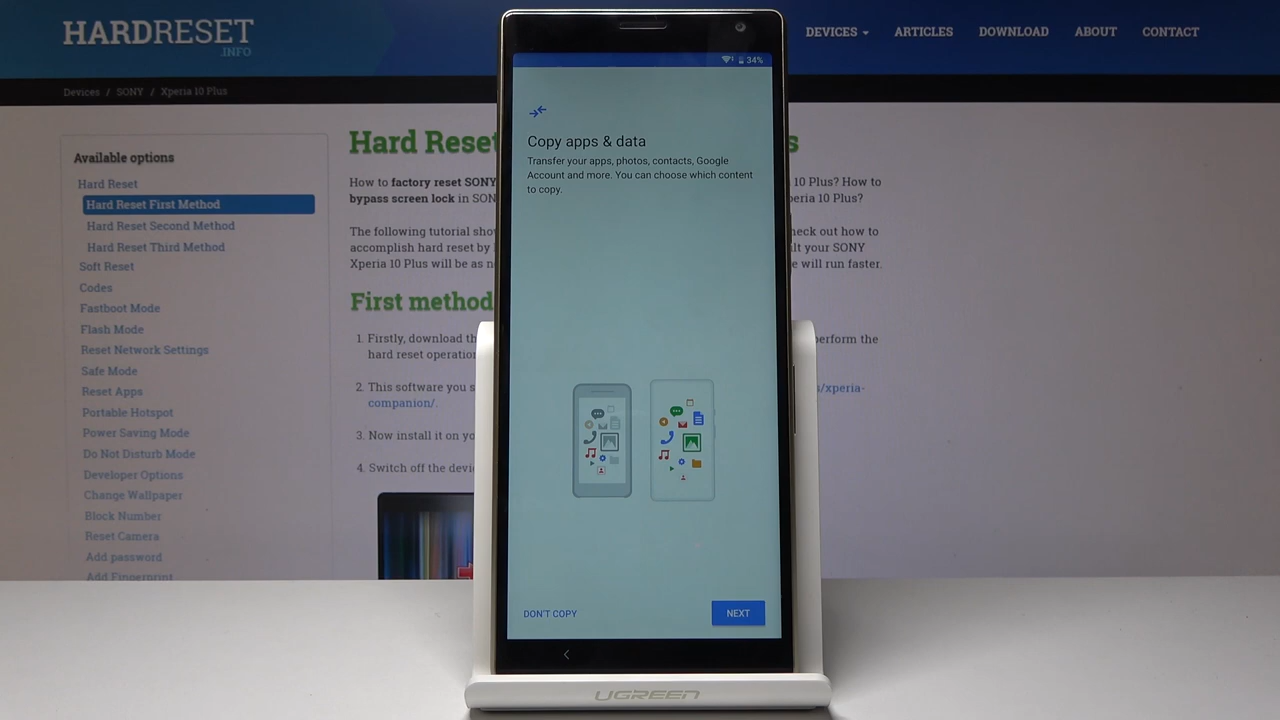 HARDRESET
.INFO
DEVICES
ARTICLES
DOWNLOAD
ABOUT
CONTACT
Devices / SONY / Xperia 10 Plus
Available options
Hard Reset
Hard Reset First Method
Hard Reset Second Method
Hard Reset Third Method
Soft Reset
Codes
Fastboot Mode
Flash Mode
Reset Network Settings
Safe Mode
Reset Apps
Portable Hotspot
Power Saving Mode
Do Not Disturb Mode
Developer Options
Change Wallpaper
Block Number
Reset Camera
Add password
Add Fingerprint
Hard Reset s
How to factory reset SONY 10 Plus? How to
bypass screen lock in SON peria 10 Plus?
The following tutorial sho heck out how to
accomplish hard reset by lt your SONY
Xperia 10 Plus will be as n e will run faster.
First method
1. Firstly, download th perform the
hard reset operation
2. This software you s s/xperia-
companion/.
3. Now install it on yo
4. Switch off the devi
34%
Copy apps & data
Transfer your apps, photos, contacts, Google
Account and more. You can choose which content
to copy.
DON'T COPY
NEXT
UGREEN